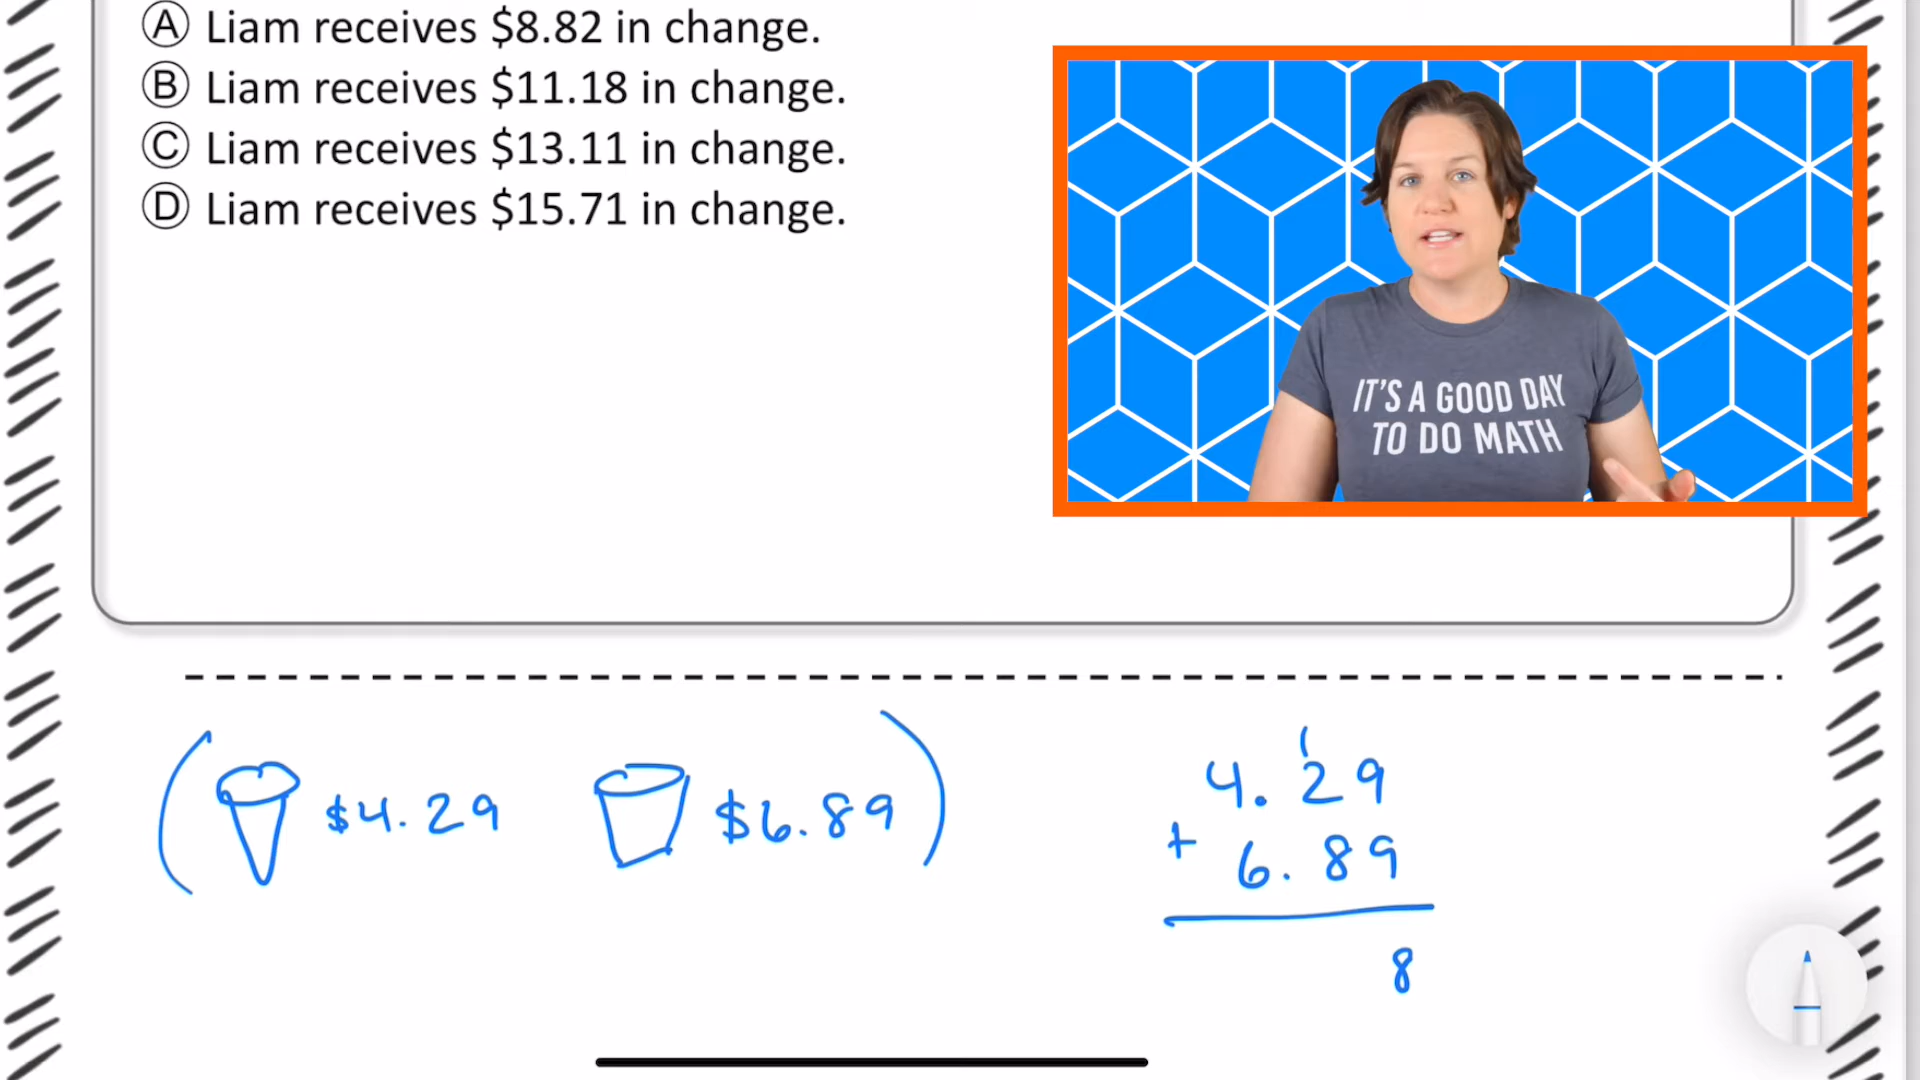 Ⓐ Liam receives $8.82 in change.
Ⓑ Liam receives $11.18 in change.
Ⓒ Liam receives $13.11 in change.
Ⓓ Liam receives $15.71 in change.
IT'S A GOOD DAY
TO DO MATH
( $4.29 $6.89 )
1
4.29
+ 6.89
8